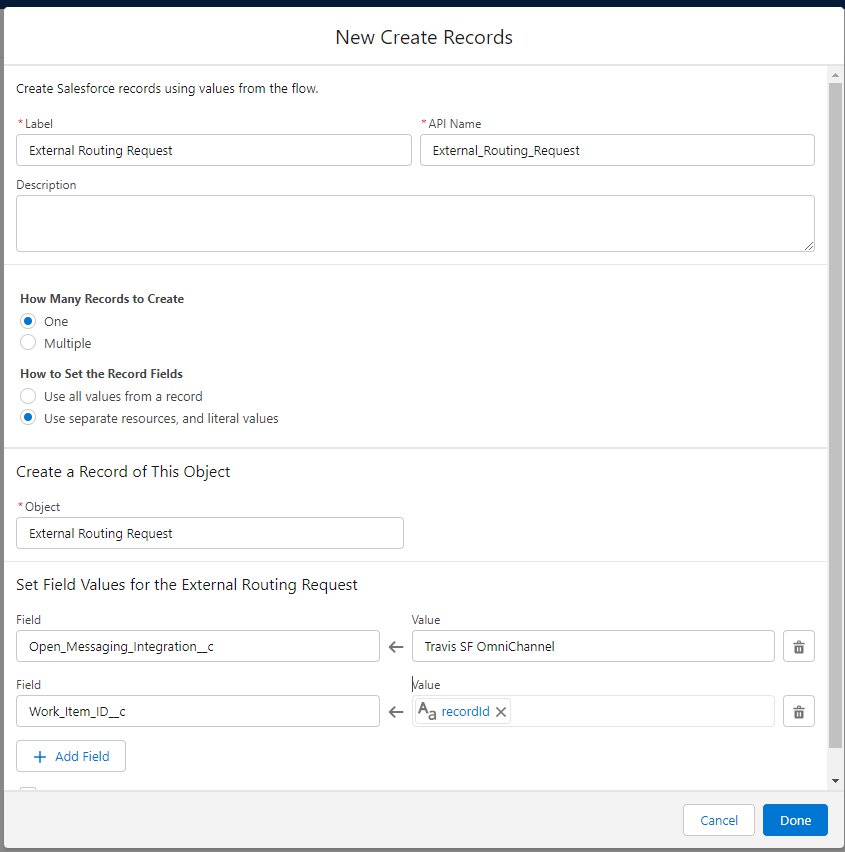 New Create Records
Create Salesforce records using values from the flow.
*Label
*API Name
External Routing Request
External_Routing_Request
Description
How Many Records to Create
One
Multiple
How to Set the Record Fields
Use all values from a record
Use separate resources, and literal values
Create a Record of This Object
*Object
External Routing Request
Set Field Values for the External Routing Request
Field
Value
Open_Messaging_Integration__c
Travis SF OmniChannel
Field
Value
Work_Item_ID__c
Aa recordId
Add Field
Cancel
Done